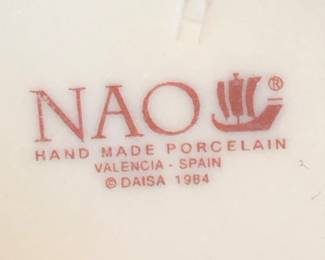 NAO ®
HAND MADE PORCELAIN
VALENCIA - SPAIN
© DAISA 1984